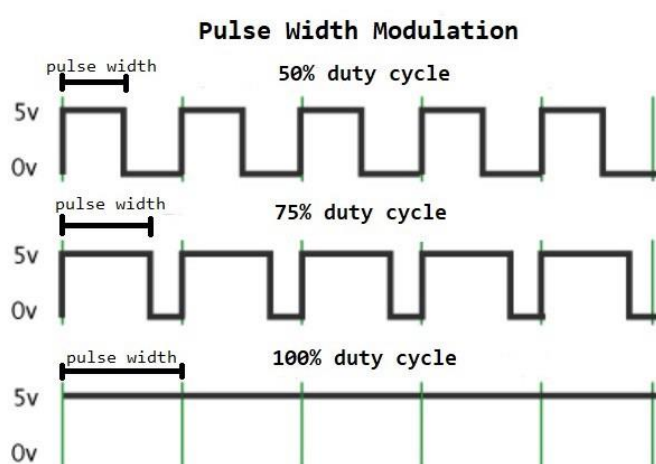 Pulse Width Modulation
pulse width
50% duty cycle
5v
0v
pulse width
75% duty cycle
5v
0v
pulse width
100% duty cycle
5v
0v